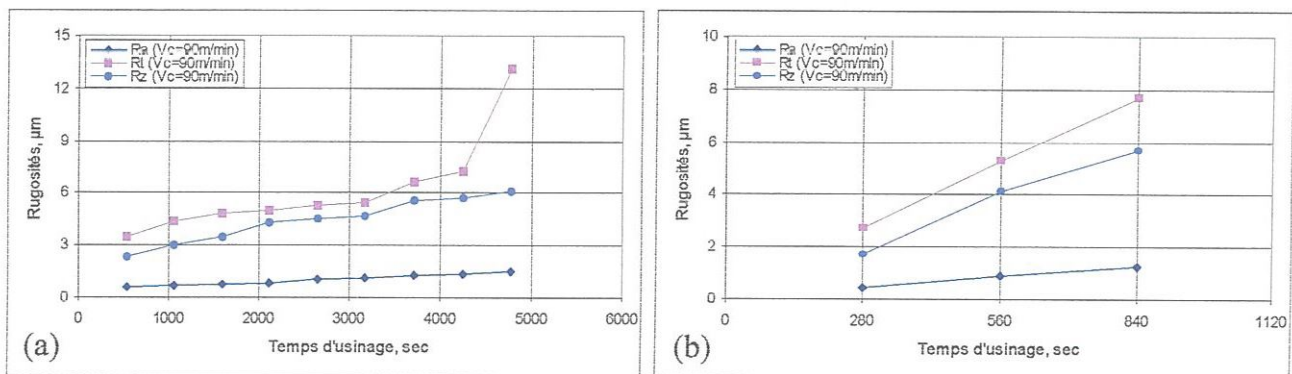 15
12
9
6
3
0
Rugosités, µm
Ra (Vc=90m/min)
Rt (Vc=90m/min)
Rz (Vc=90m/min)
0 1000 2000 3000 4000 5000 6000
Temps d'usinage, sec
(a)
10
8
6
4
2
0
Rugosités, µm
Ra (Vc=90m/min)
Rt (Vc=90m/min)
Rz (Vc=90m/min)
0 280 560 840 1120
Temps d'usinage, sec
(b)